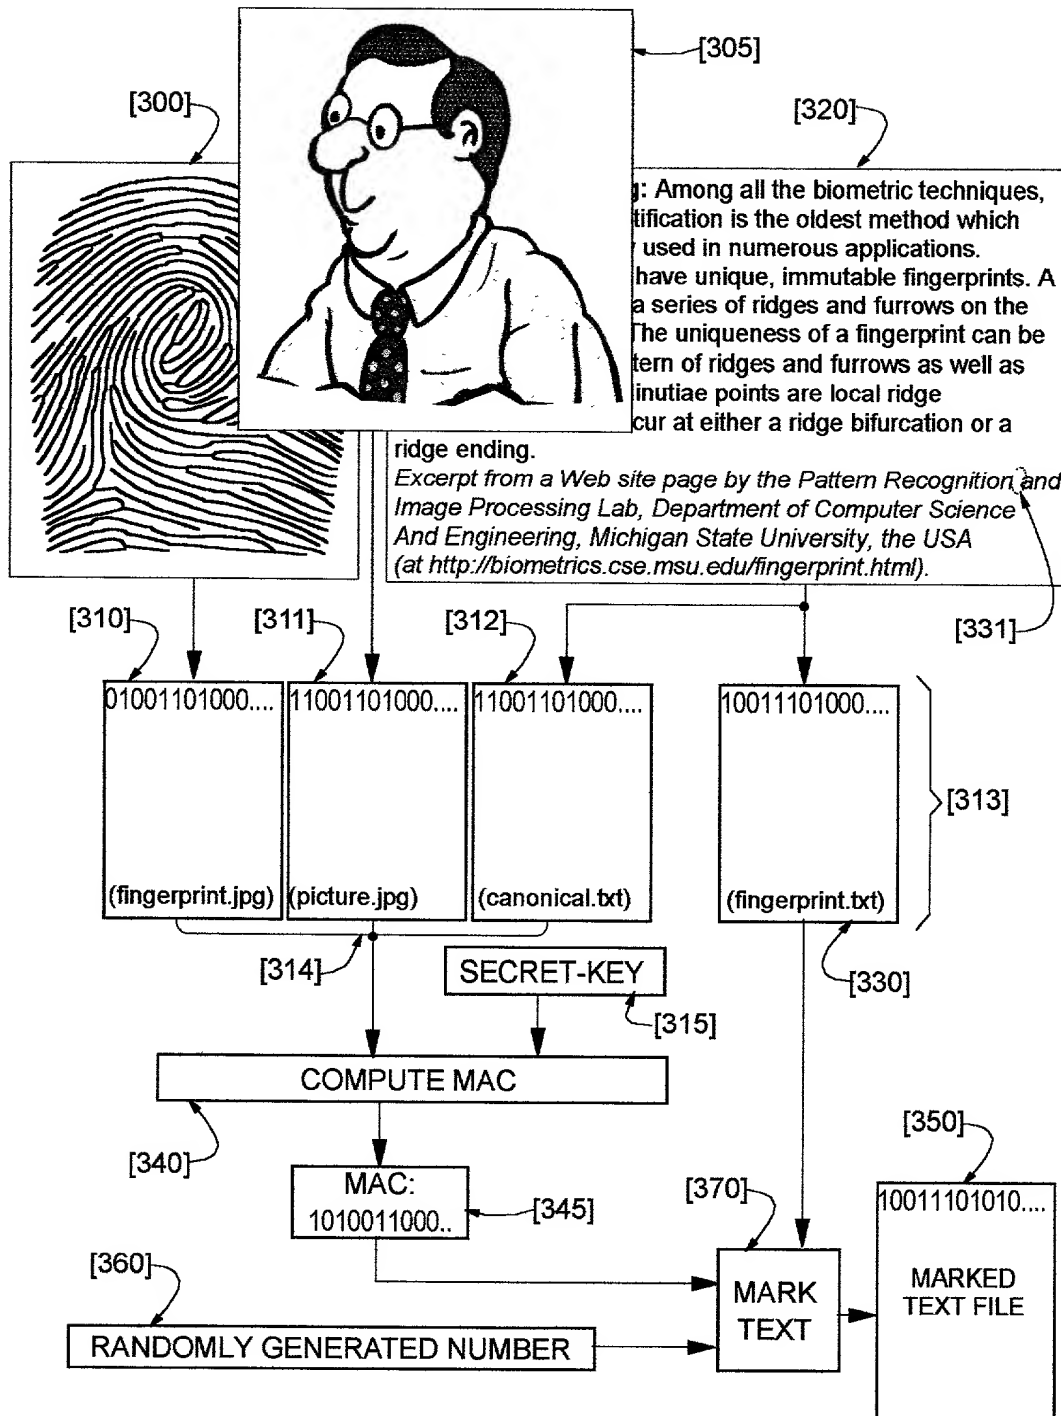 [305]
[300]
[320]
g: Among all the biometric techniques,
tification is the oldest method which
used in numerous applications.
have unique, immutable fingerprints. A
a series of ridges and furrows on the
The uniqueness of a fingerprint can be
tern of ridges and furrows as well as
inutiae points are local ridge
cur at either a ridge bifurcation or a
ridge ending.
Excerpt from a Web site page by the Pattern Recognition and
Image Processing Lab, Department of Computer Science
And Engineering, Michigan State University, the USA
(at http://biometrics.cse.msu.edu/fingerprint.html).
[310] [311] [312] [331]
01001101000.... 11001101000.... 11001101000.... 10011101000....
[313]
(fingerprint.jpg) (picture.jpg) (canonical.txt) (fingerprint.txt)
[314] SECRET-KEY [330]
[315]
COMPUTE MAC
[340]
[350]
MAC:
1010011000..
[345]
[370]
10011101010....
[360]
MARK
TEXT
MARKED
TEXT FILE
RANDOMLY GENERATED NUMBER